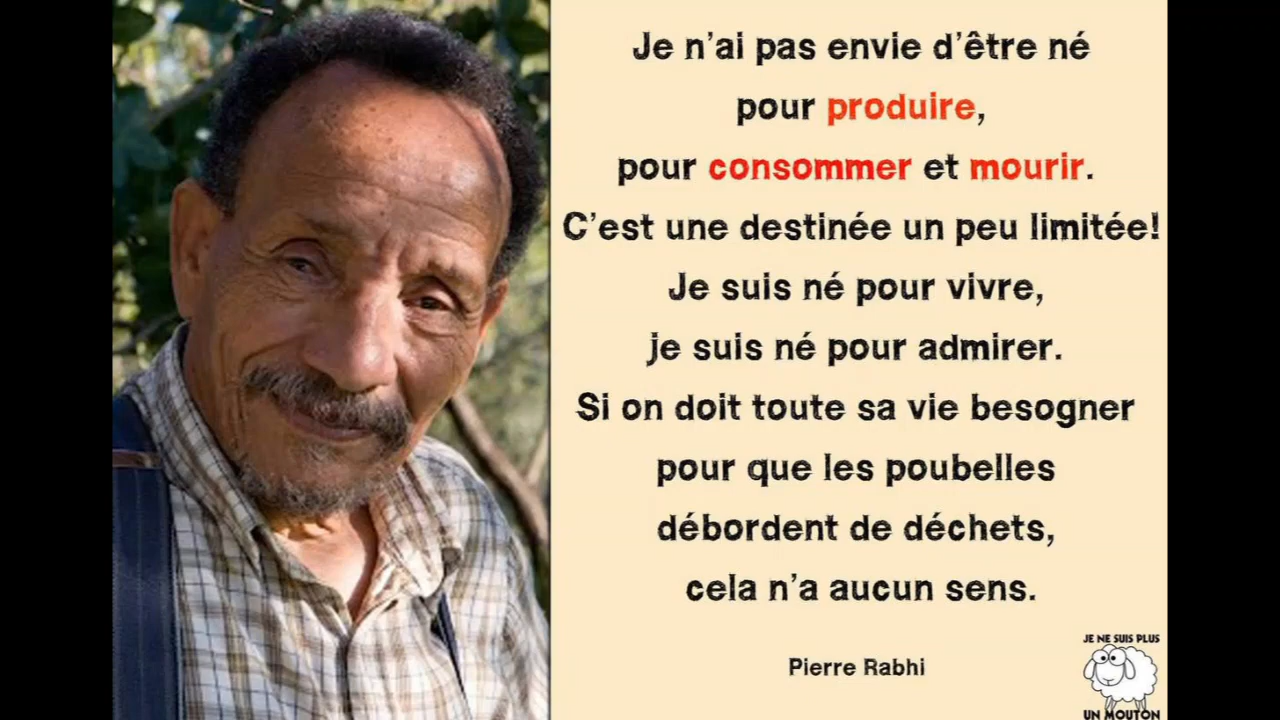 Je n'ai pas envie d'être né
pour produire,
pour consommer et mourir.
C'est une destinée un peu limitée!
Je suis né pour vivre,
je suis né pour admirer.
Si on doit toute sa vie besogner
pour que les poubelles
débordent de déchets,
cela n'a aucun sens.
Pierre Rabhi
JE NE SUIS PLUS
UN MOUTON